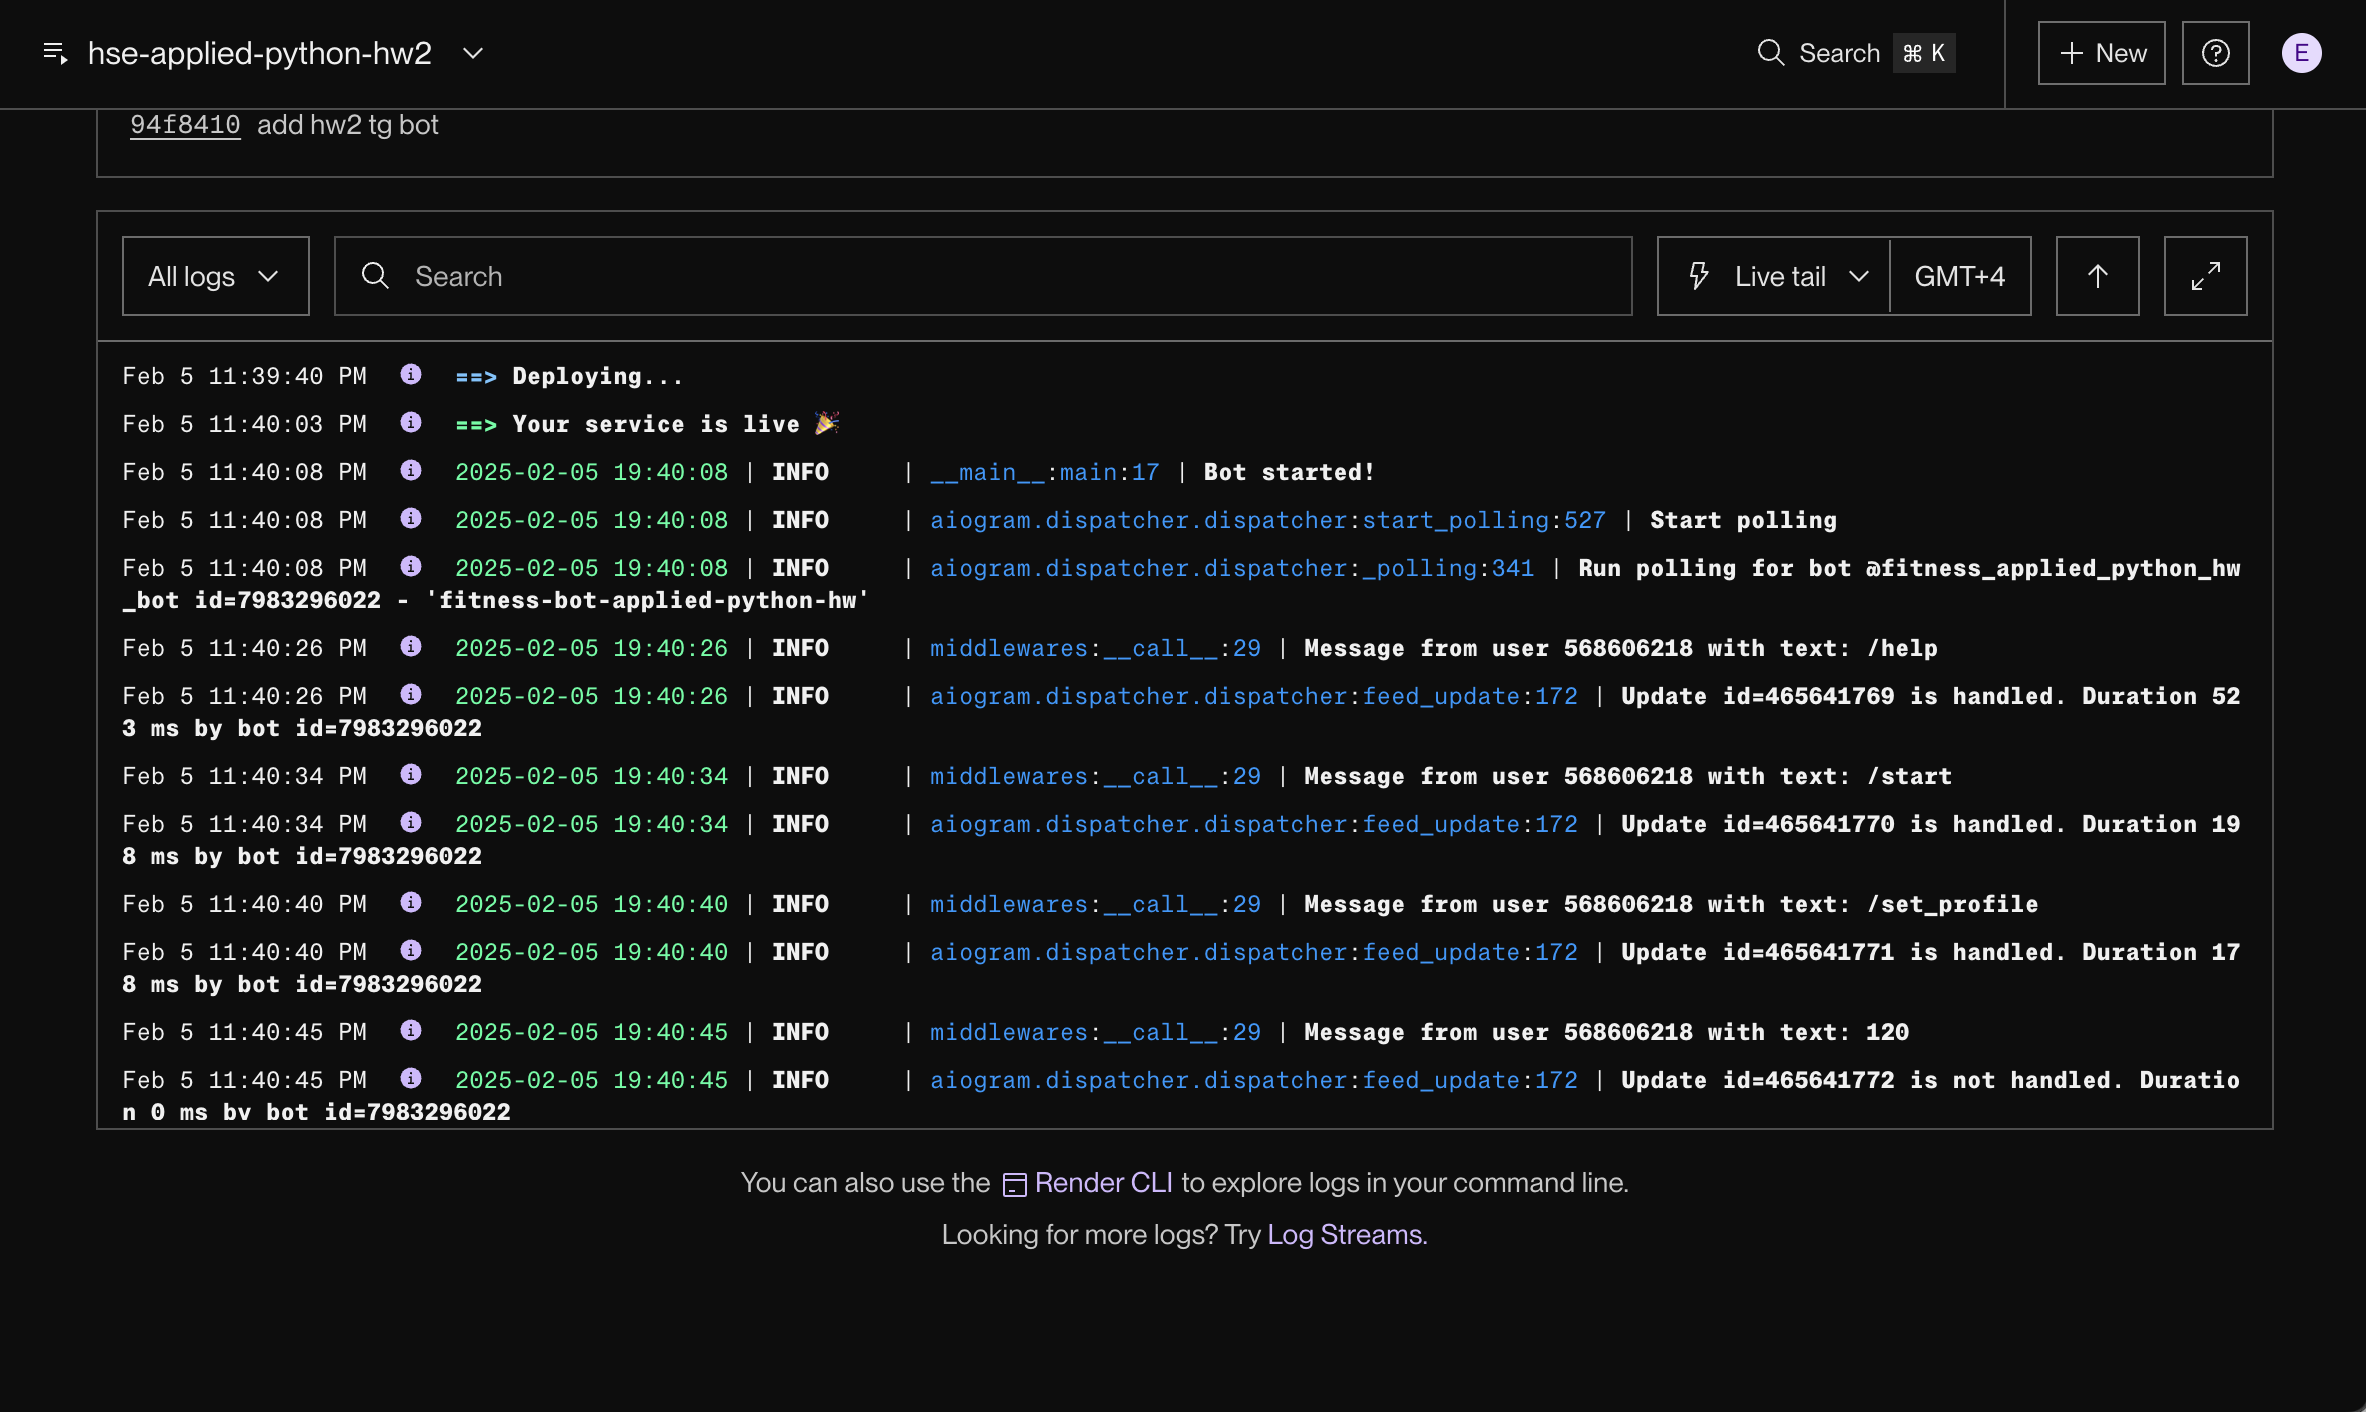 hse-applied-python-hw2
Search ⌘ K
+ New
E
94f8410 add hw2 tg bot
All logs
Search
Live tail
GMT+4
Feb 5 11:39:40 PM ==> Deploying...
Feb 5 11:40:03 PM ==> Your service is live 🎉
Feb 5 11:40:08 PM 2025-02-05 19:40:08 | INFO | __main__:main:17 | Bot started!
Feb 5 11:40:08 PM 2025-02-05 19:40:08 | INFO | aiogram.dispatcher.dispatcher:start_polling:527 | Start polling
Feb 5 11:40:08 PM 2025-02-05 19:40:08 | INFO | aiogram.dispatcher.dispatcher:_polling:341 | Run polling for bot @fitness_applied_python_hw
_bot id=7983296022 - 'fitness-bot-applied-python-hw'
Feb 5 11:40:26 PM 2025-02-05 19:40:26 | INFO | middlewares:__call__:29 | Message from user 568606218 with text: /help
Feb 5 11:40:26 PM 2025-02-05 19:40:26 | INFO | aiogram.dispatcher.dispatcher:feed_update:172 | Update id=465641769 is handled. Duration 52
3 ms by bot id=7983296022
Feb 5 11:40:34 PM 2025-02-05 19:40:34 | INFO | middlewares:__call__:29 | Message from user 568606218 with text: /start
Feb 5 11:40:34 PM 2025-02-05 19:40:34 | INFO | aiogram.dispatcher.dispatcher:feed_update:172 | Update id=465641770 is handled. Duration 19
8 ms by bot id=7983296022
Feb 5 11:40:40 PM 2025-02-05 19:40:40 | INFO | middlewares:__call__:29 | Message from user 568606218 with text: /set_profile
Feb 5 11:40:40 PM 2025-02-05 19:40:40 | INFO | aiogram.dispatcher.dispatcher:feed_update:172 | Update id=465641771 is handled. Duration 17
8 ms by bot id=7983296022
Feb 5 11:40:45 PM 2025-02-05 19:40:45 | INFO | middlewares:__call__:29 | Message from user 568606218 with text: 120
Feb 5 11:40:45 PM 2025-02-05 19:40:45 | INFO | aiogram.dispatcher.dispatcher:feed_update:172 | Update id=465641772 is not handled. Duratio
n 0 ms by bot id=7983296022
You can also use the Render CLI to explore logs in your command line.
Looking for more logs? Try Log Streams.